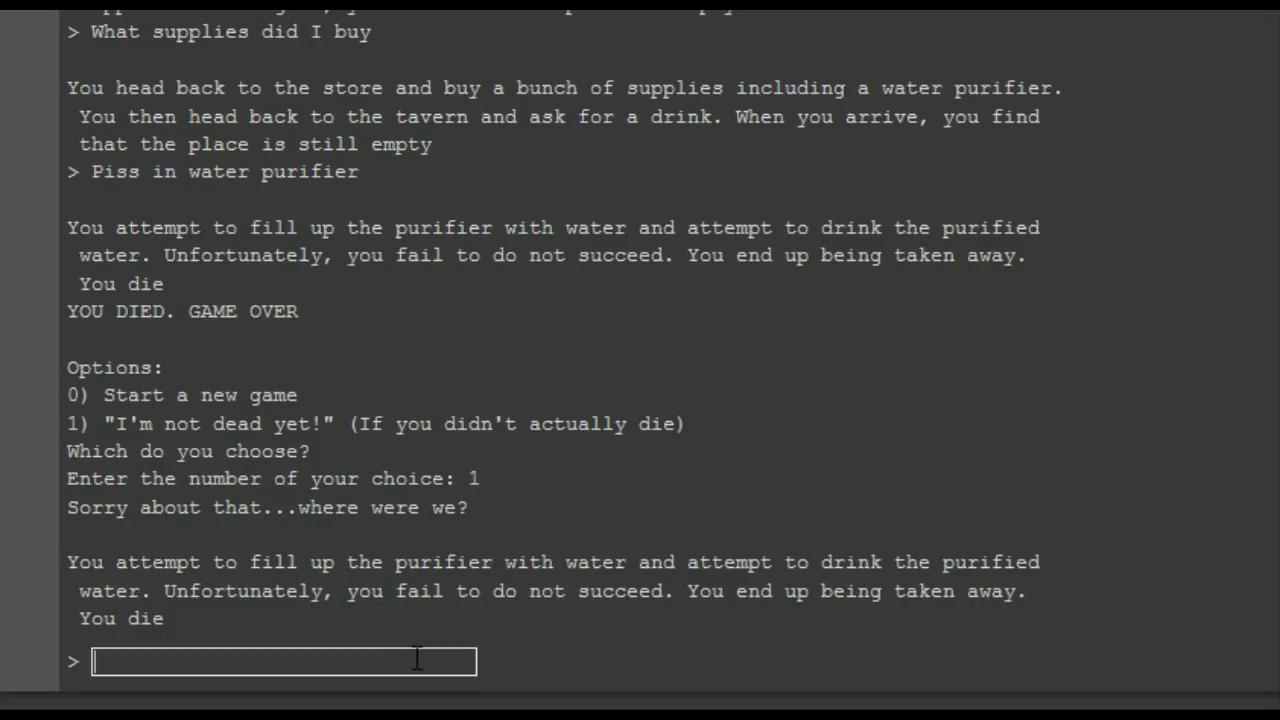 > What supplies did I buy
You head back to the store and buy a bunch of supplies including a water purifier.
You then head back to the tavern and ask for a drink. When you arrive, you find
that the place is still empty
> Piss in water purifier
You attempt to fill up the purifier with water and attempt to drink the purified
water. Unfortunately, you fail to do not succeed. You end up being taken away.
You die
YOU DIED. GAME OVER
Options:
0) Start a new game
1) "I'm not dead yet!" (If you didn't actually die)
Which do you choose?
Enter the number of your choice: 1
Sorry about that...where were we?
You attempt to fill up the purifier with water and attempt to drink the purified
water. Unfortunately, you fail to do not succeed. You end up being taken away.
You die
>